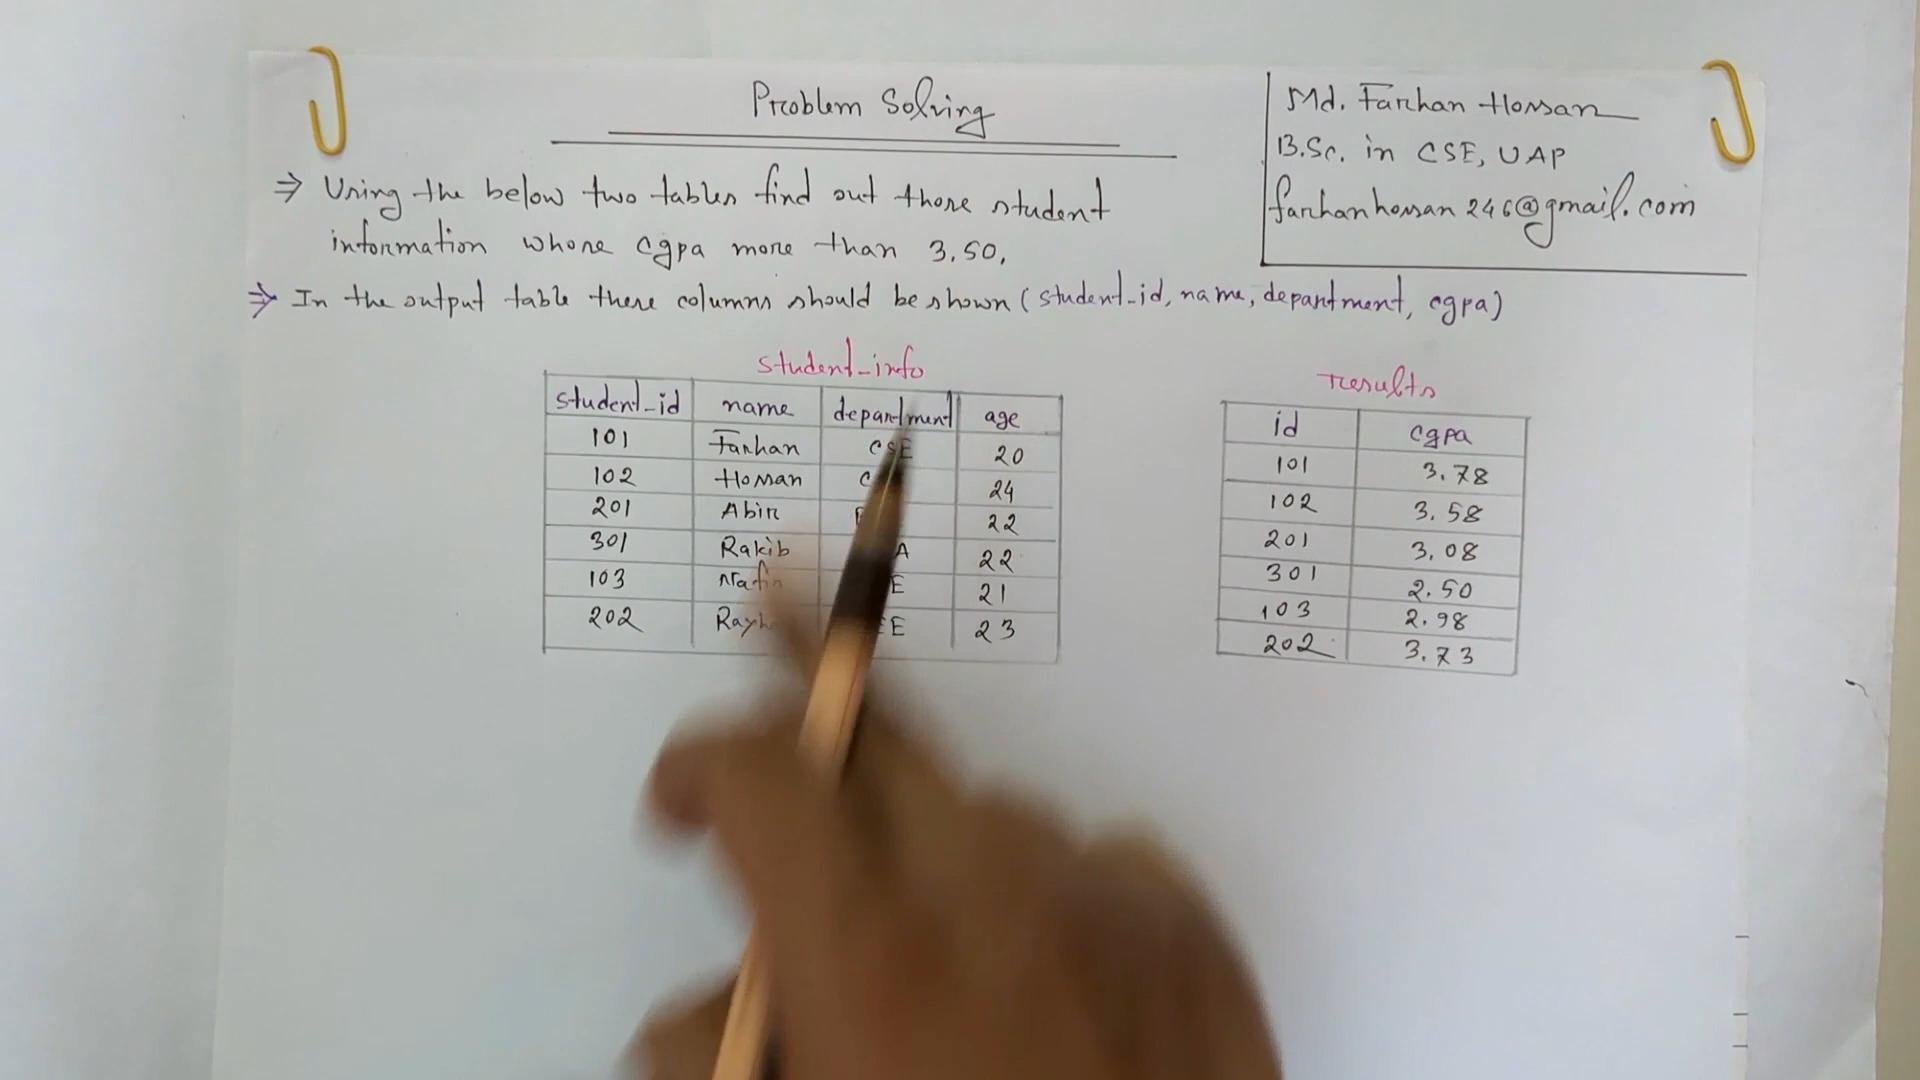 Problem Solving
Md. Farhan Hossan
B.Sc. in CSE, UAP
farhanhossan246@gmail.com
⇒ Using the below two tables find out those student
information whose cgpa more than 3.50,
⇒ In the output table these columns should be shown (student_id, name, department, cgpa)
student_info
student_id name department age
101 Farhan CSE 20
102 Hossan 24
201 Abir 22
301 Rakib 22
103 21
202 23
results
id cgpa
101 3.78
102 3.58
201 3.08
301 2.50
103 2.98
202 3.73